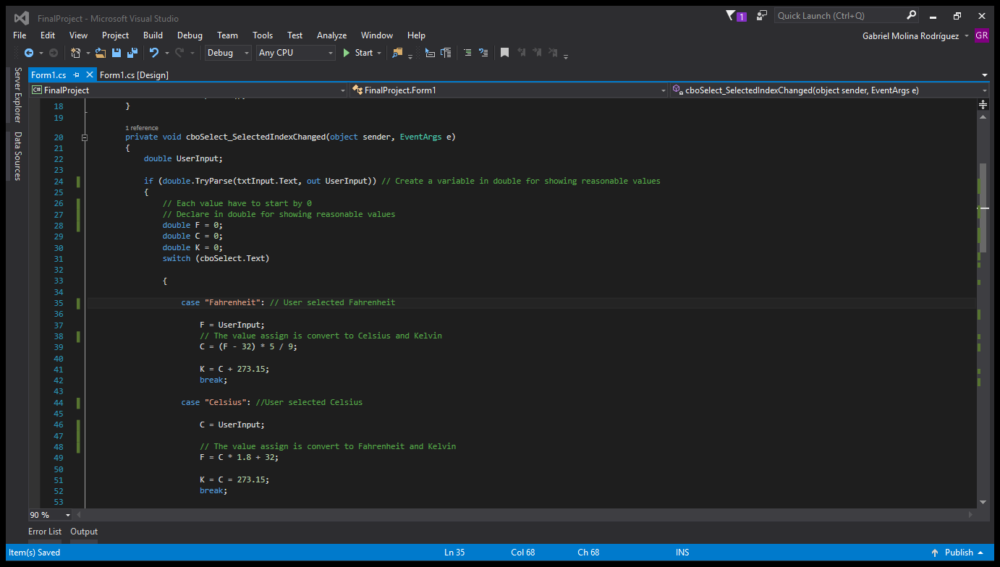 FinalProject - Microsoft Visual Studio
1
Quick Launch (Ctrl+Q)
File Edit View Project Build Debug Team Tools Test Analyze Window Help
Gabriel Molina Rodríguez GR
Debug Any CPU Start
Server Explorer
Data Sources
Form1.cs Form1.cs [Design]
C# FinalProject FinalProject.Form1 cboSelect_SelectedIndexChanged(object sender, EventArgs e)
18 }
19
1 reference
20 private void cboSelect_SelectedIndexChanged(object sender, EventArgs e)
21 {
22 double UserInput;
23
24 if (double.TryParse(txtInput.Text, out UserInput)) // Create a variable in double for showing reasonable values
25 {
26 // Each value have to start by 0
27 // Declare in double for showing reasonable values
28 double F = 0;
29 double C = 0;
30 double K = 0;
31 switch (cboSelect.Text)
32
33 {
34
35 case "Fahrenheit": // User selected Fahrenheit
36
37 F = UserInput;
38 // The value assign is convert to Celsius and Kelvin
39 C = (F - 32) * 5 / 9;
40
41 K = C + 273.15;
42 break;
43
44 case "Celsius": //User selected Celsius
45
46 C = UserInput;
47
48 // The value assign is convert to Fahrenheit and Kelvin
49 F = C * 1.8 + 32;
50
51 K = C = 273.15;
52 break;
53
90 %
Error List Output
Item(s) Saved Ln 35 Col 68 Ch 68 INS Publish